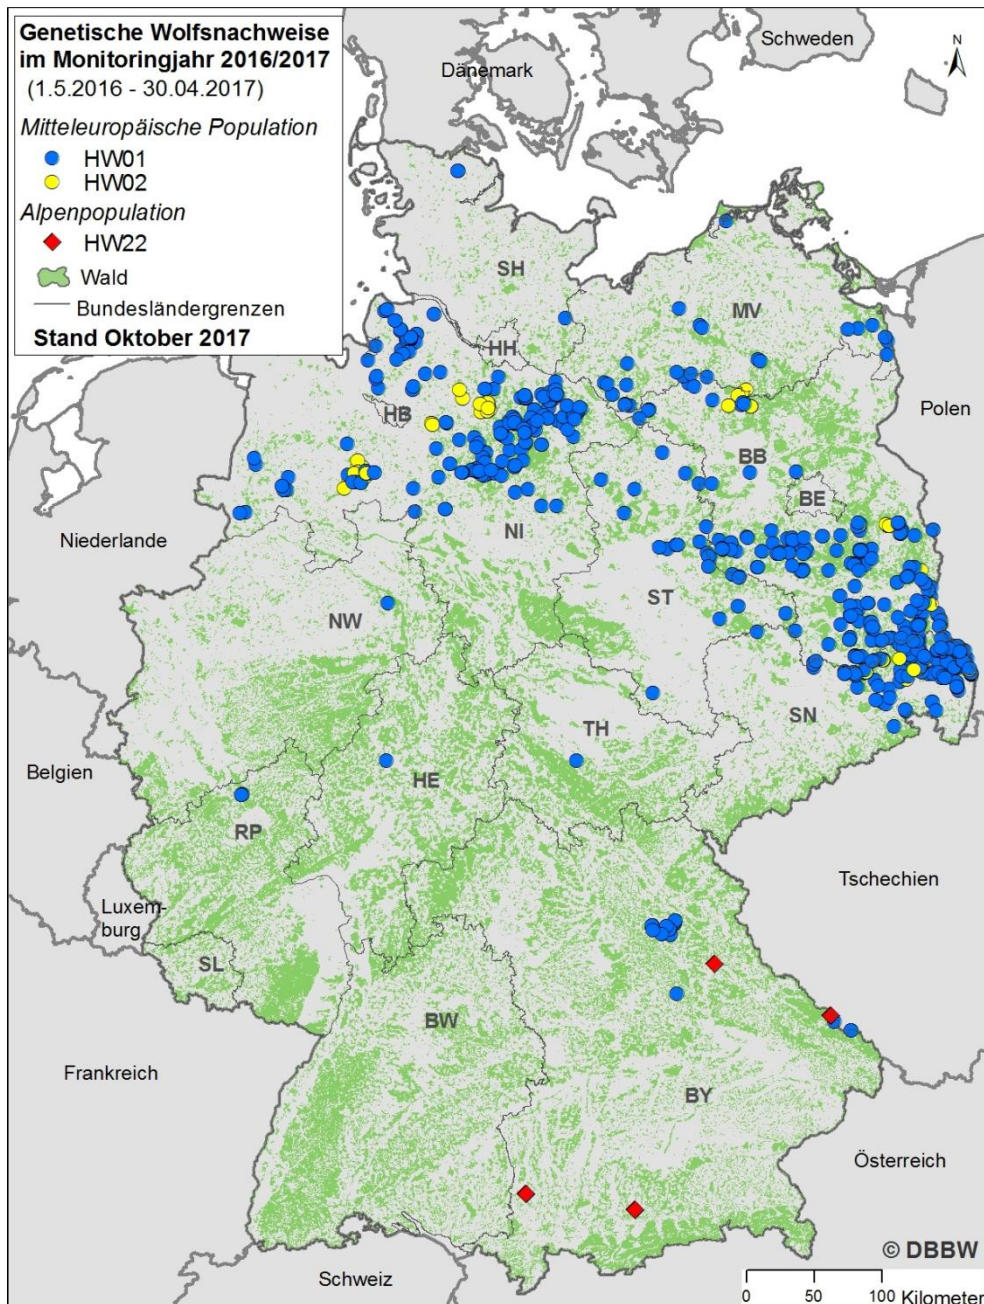 Genetische Wolfsnachweise
im Monitoringjahr 2016/2017
(1.5.2016 - 30.04.2017)
Mitteleuropäische Population
HW01
HW02
Alpenpopulation
HW22
Wald
Bundesländergrenzen
Stand Oktober 2017
Schweden
N
Dänemark
SH
MV
HH
HB
Polen
BB
BE
Niederlande
NI
ST
NW
SN
TH
Belgien
HE
RP
Tschechien
Luxem-
burg
SL
BW
Frankreich
BY
Österreich
© DBBW
Schweiz
0 50 100 Kilometer